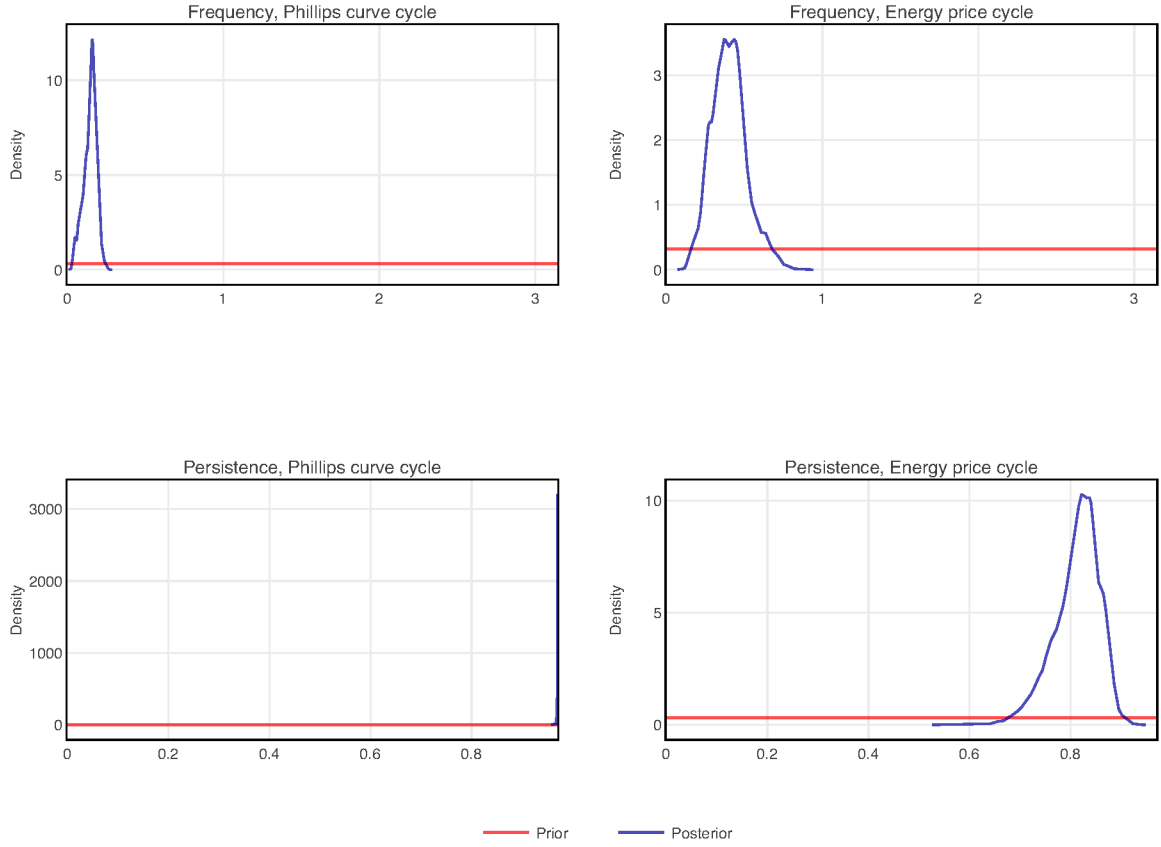 Frequency, Phillips curve cycle
Density
10
5
0
0 1 2 3
Frequency, Energy price cycle
Density
3
2
1
0
0 1 2 3
Persistence, Phillips curve cycle
Density
3000
2000
1000
0
0 0.2 0.4 0.6 0.8
Persistence, Energy price cycle
Density
10
5
0
0 0.2 0.4 0.6 0.8
Prior Posterior